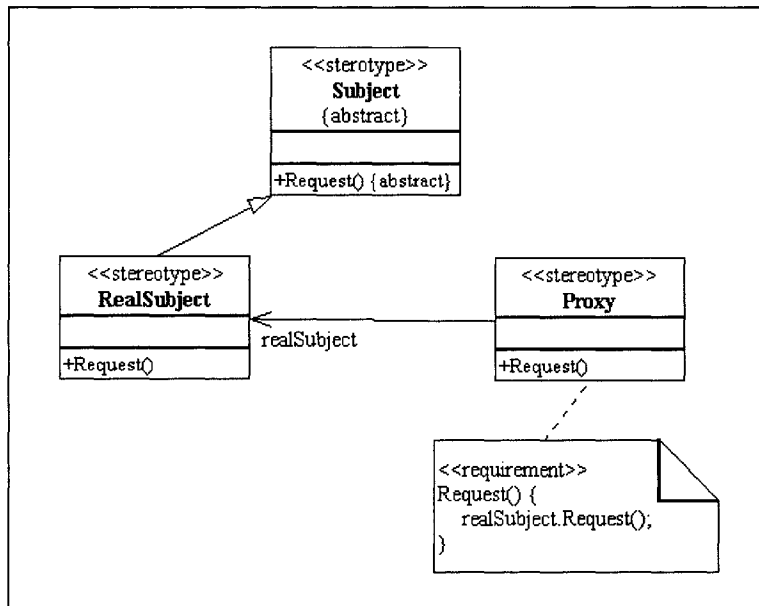 <<sterotype>>
Subject
{abstract}
+Request() {abstract}
<<stereotype>>
RealSubject
+Request()
realSubject
<<stereotype>>
Proxy
+Request()
<<requirement>>
Request() {
realSubject.Request();
}